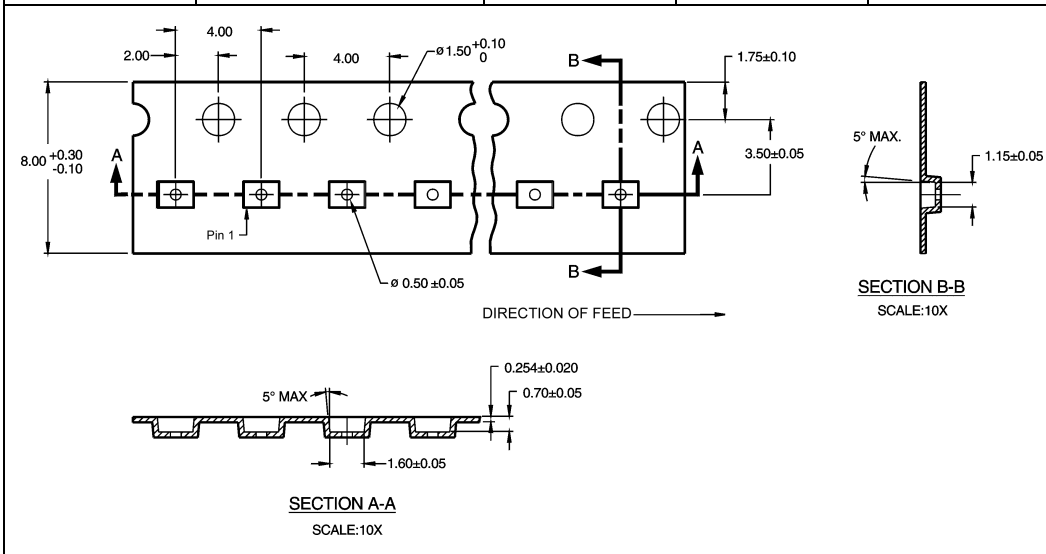 4.00
2.00
4.00
ø1.50 +0.10
0
B
1.75±0.10
8.00 +0.30
-0.10
A
A
3.50±0.05
5° MAX.
1.15±0.05
Pin 1
B
ø 0.50 ±0.05
SECTION B-B
SCALE:10X
DIRECTION OF FEED
0.254±0.020
5° MAX
0.70±0.05
1.60±0.05
SECTION A-A
SCALE:10X